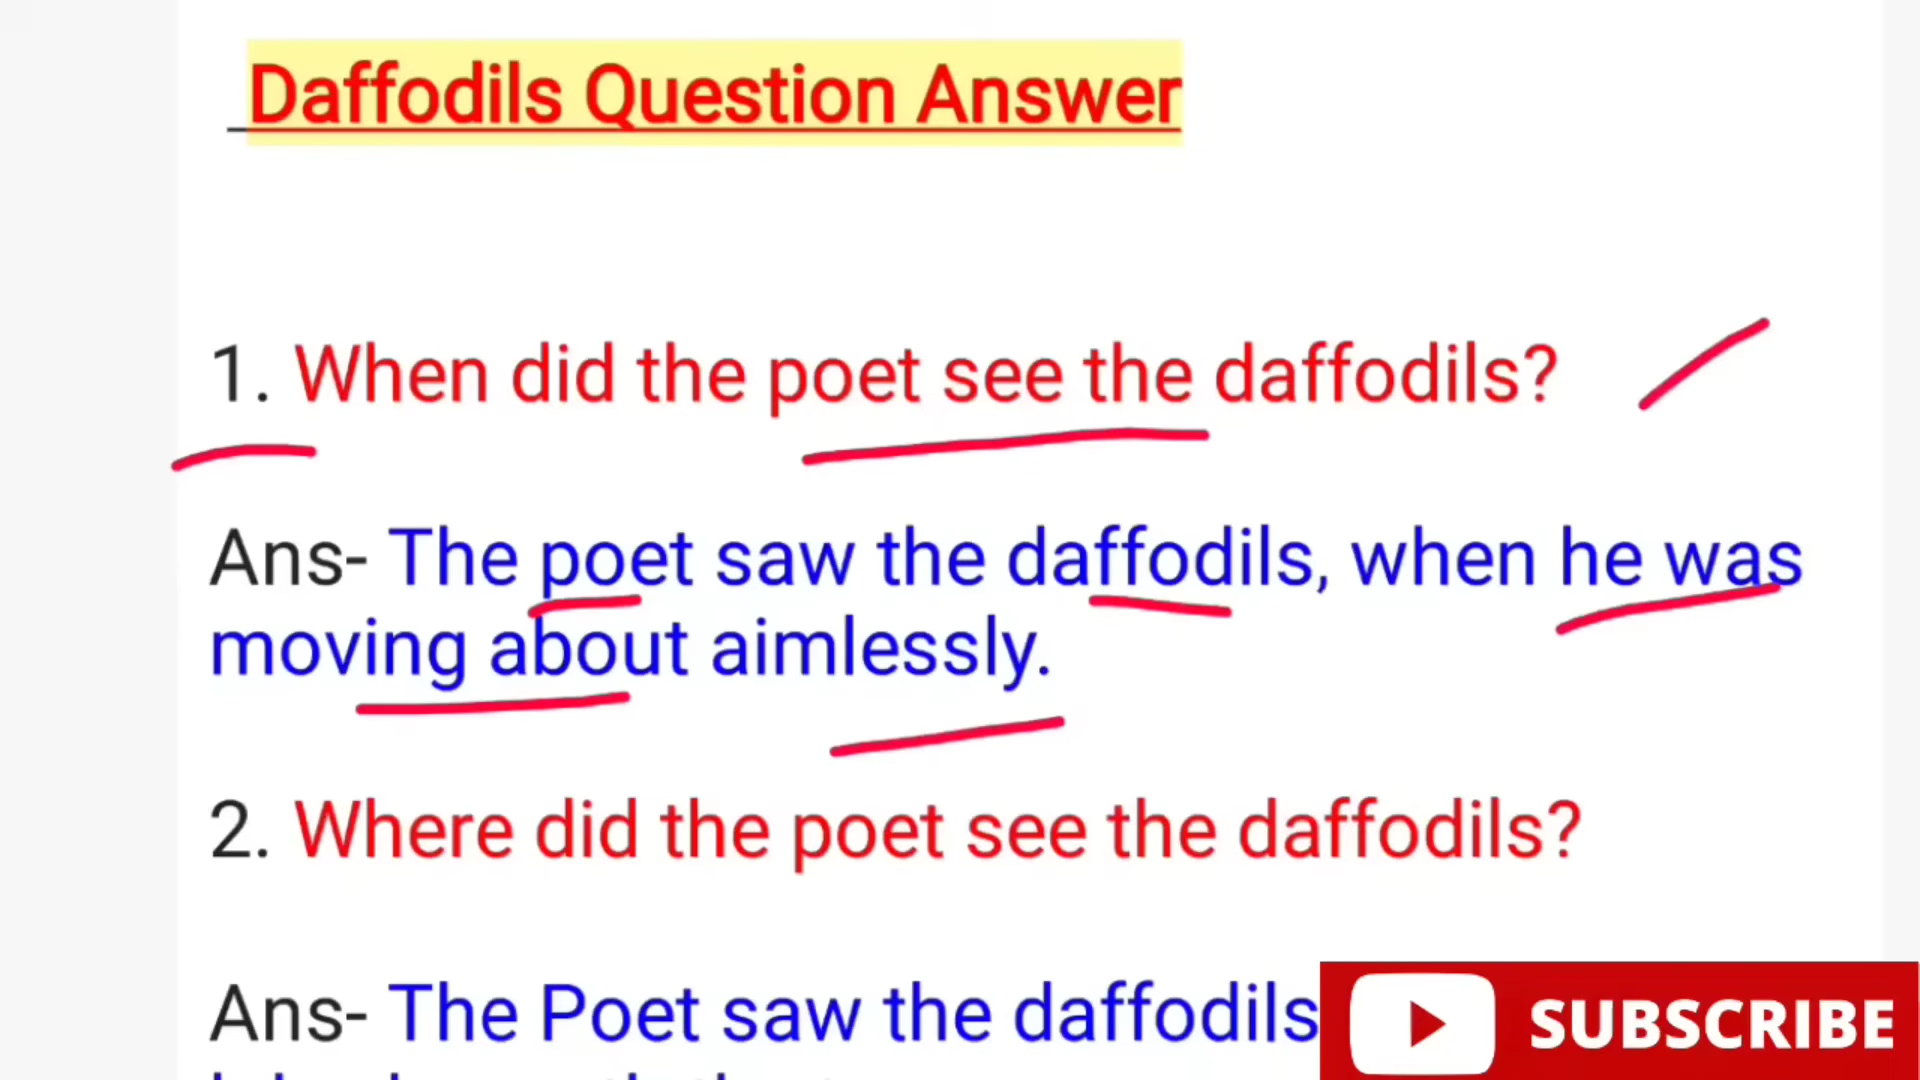 Daffodils Question Answer
1. When did the poet see the daffodils?
Ans- The poet saw the daffodils, when he was
moving about aimlessly.
2. Where did the poet see the daffodils?
Ans- The Poet saw the daffodils
SUBSCRIBE